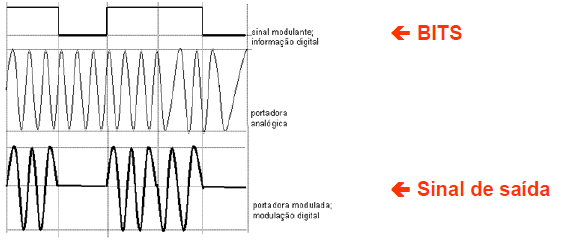 sinal modulante;
informação digital
🡸 BITS
portadora
analógica
🡸 Sinal de saída
portadora modulada;
modulação digital